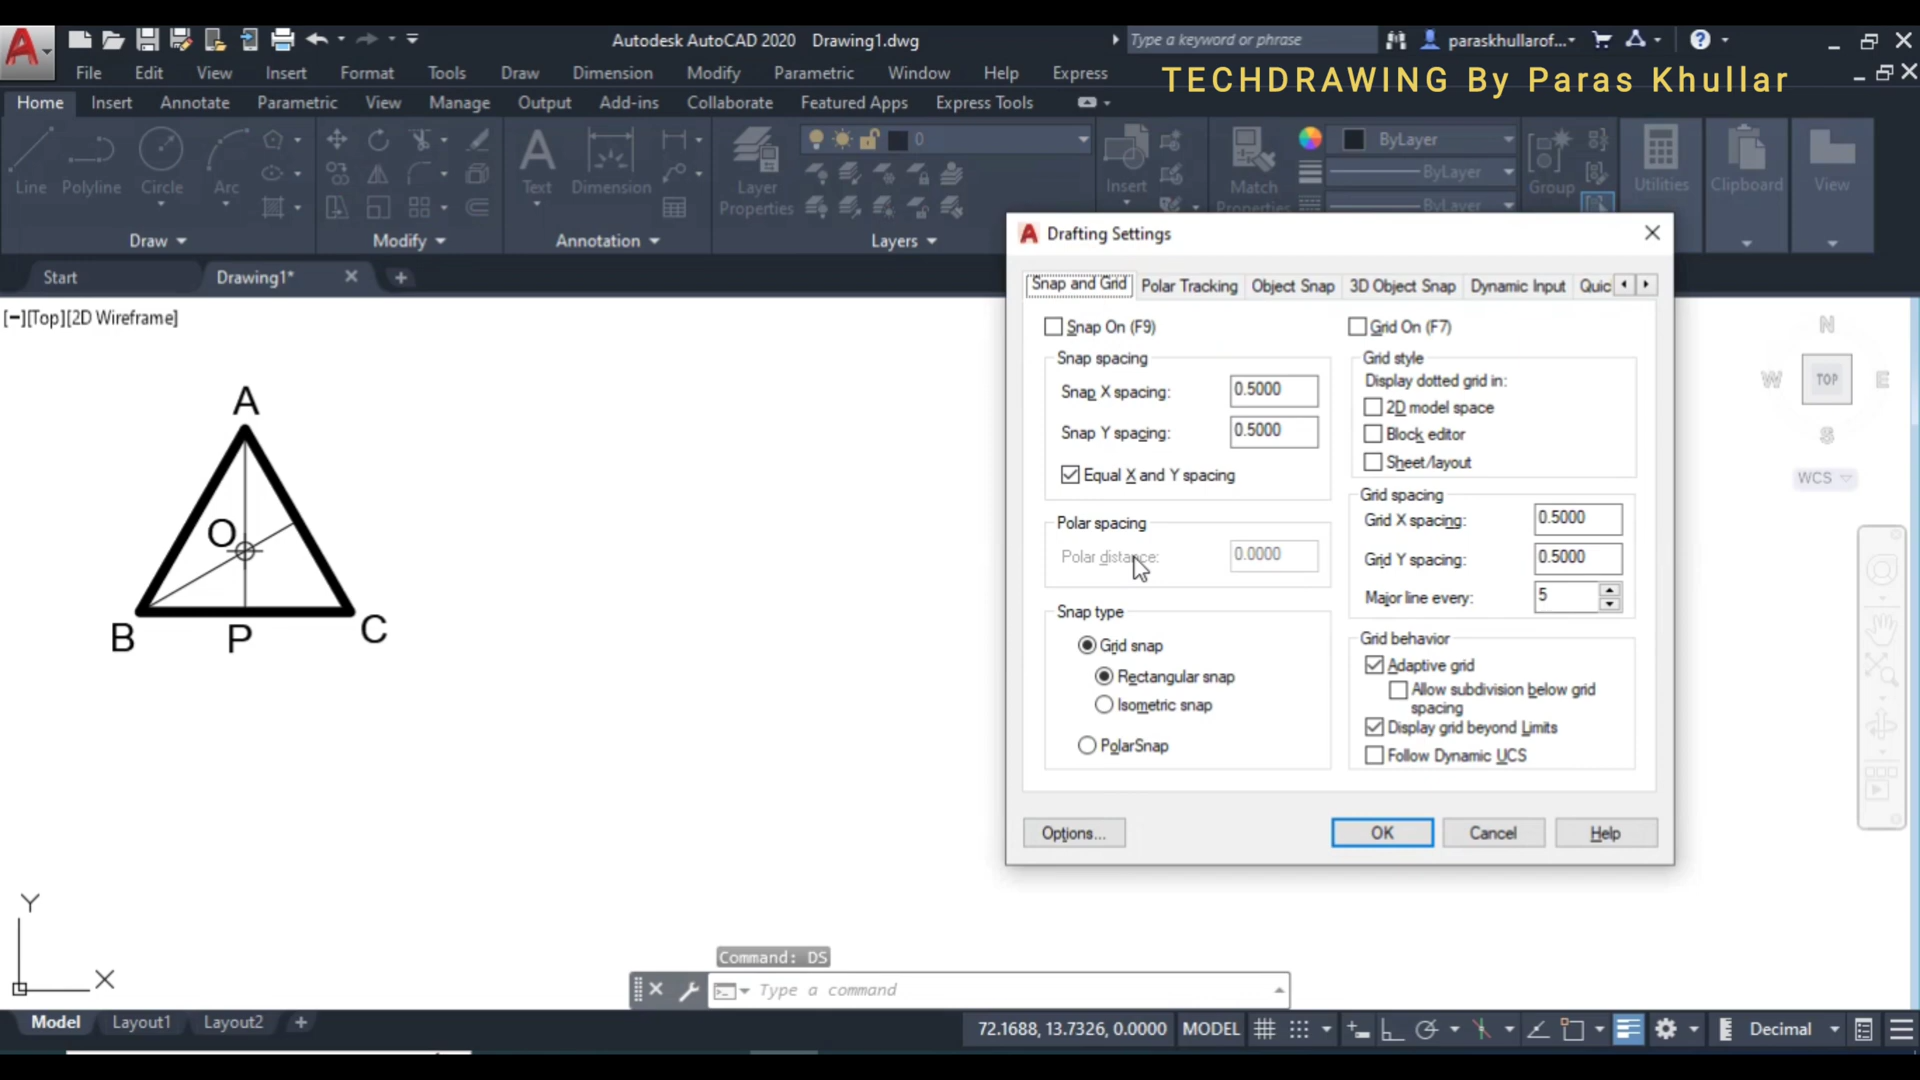 Autodesk AutoCAD 2020 Drawing1.dwg
Type a keyword or phrase
paraskhullarof...
File Edit View Insert Format Tools Draw Dimension Modify Parametric Window Help Express
TECHDRAWING By Paras Khullar
Home Insert Annotate Parametric View Manage Output Add-ins Collaborate Featured Apps Express Tools
0
ByLayer
ByLayer
ByLayer
Line Polyline Circle Arc
Text Dimension
Layer
Properties
Insert
Match
Properties
Group
Utilities
Clipboard
View
Draw
Modify
Annotation
Layers
Start
Drawing1*
[−][Top][2D Wireframe]
A
O
B
P
C
Drafting Settings
Snap and Grid Polar Tracking Object Snap 3D Object Snap Dynamic Input Quic
Snap On (F9)
Snap spacing
Snap X spacing: 0.5000
Snap Y spacing: 0.5000
Equal X and Y spacing
Polar spacing
Polar distance: 0.0000
Snap type
Grid snap
Rectangular snap
Isometric snap
PolarSnap
Grid On (F7)
Grid style
Display dotted grid in:
2D model space
Block editor
Sheet/layout
Grid spacing
Grid X spacing: 0.5000
Grid Y spacing: 0.5000
Major line every: 5
Grid behavior
Adaptive grid
Allow subdivision below grid
spacing
Display grid beyond Limits
Follow Dynamic UCS
Options... OK Cancel Help
N
W TOP E
S
WCS
Y
X
Command: DS
Type a command
Model Layout1 Layout2
72.1688, 13.7326, 0.0000 MODEL
Decimal